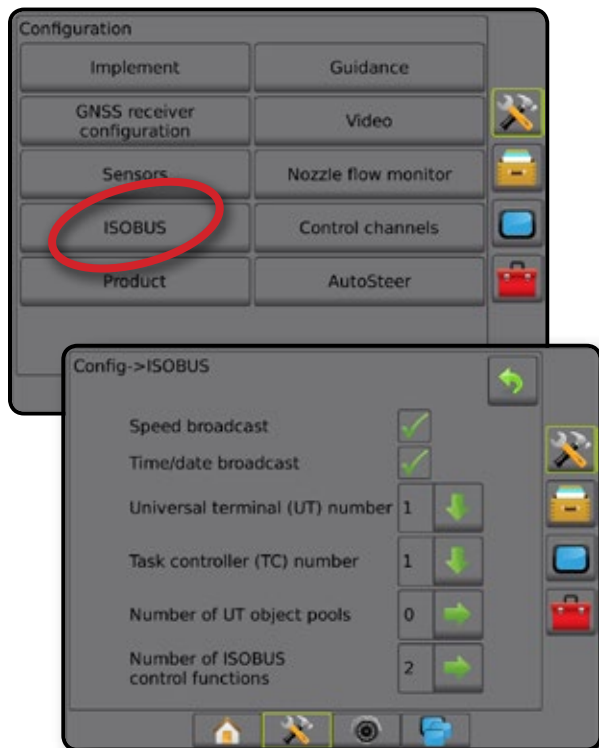 Configuration
Implement
Guidance
GNSS receiver
configuration
Video
Sensors
Nozzle flow monitor
ISOBUS
Control channels
Product
AutoSteer
Config->ISOBUS
Speed broadcast
Time/date broadcast
Universal terminal (UT) number 1
Task controller (TC) number 1
Number of UT object pools 0
Number of ISOBUS
control functions 2